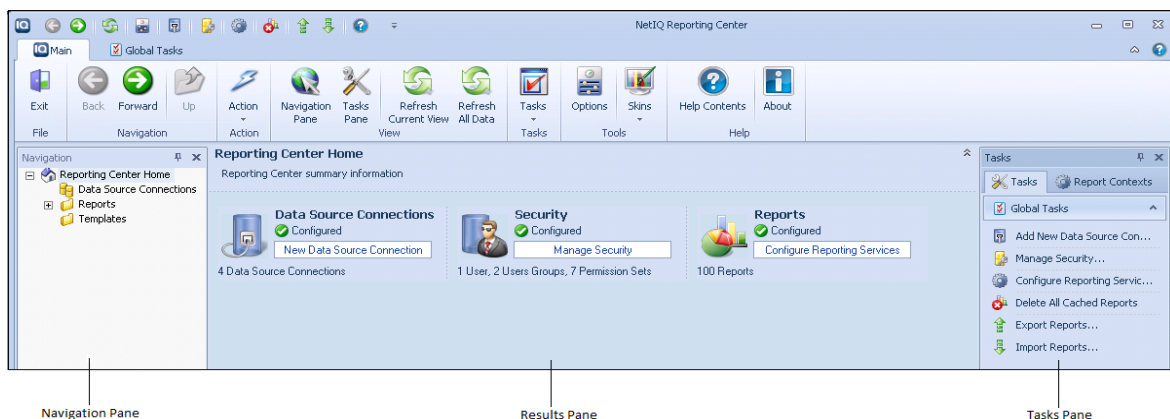 NetIQ Reporting Center
IQ Main
Global Tasks
Exit
Back
Forward
Up
Action
Navigation Pane
Tasks Pane
Refresh Current View
Refresh All Data
Tasks
Options
Skins
Help Contents
About
File
Navigation
Action
View
Tasks
Tools
Help
Navigation
Reporting Center Home
Data Source Connections
Reports
Templates
Reporting Center Home
Reporting Center summary information
Data Source Connections
Configured
New Data Source Connection
4 Data Source Connections
Security
Configured
Manage Security
1 User, 2 Users Groups, 7 Permission Sets
Reports
Configured
Configure Reporting Services
100 Reports
Tasks
Tasks
Report Contexts
Global Tasks
Add New Data Source Con...
Manage Security...
Configure Reporting Servic...
Delete All Cached Reports
Export Reports...
Import Reports...
Navigation Pane
Results Pane
Tasks Pane